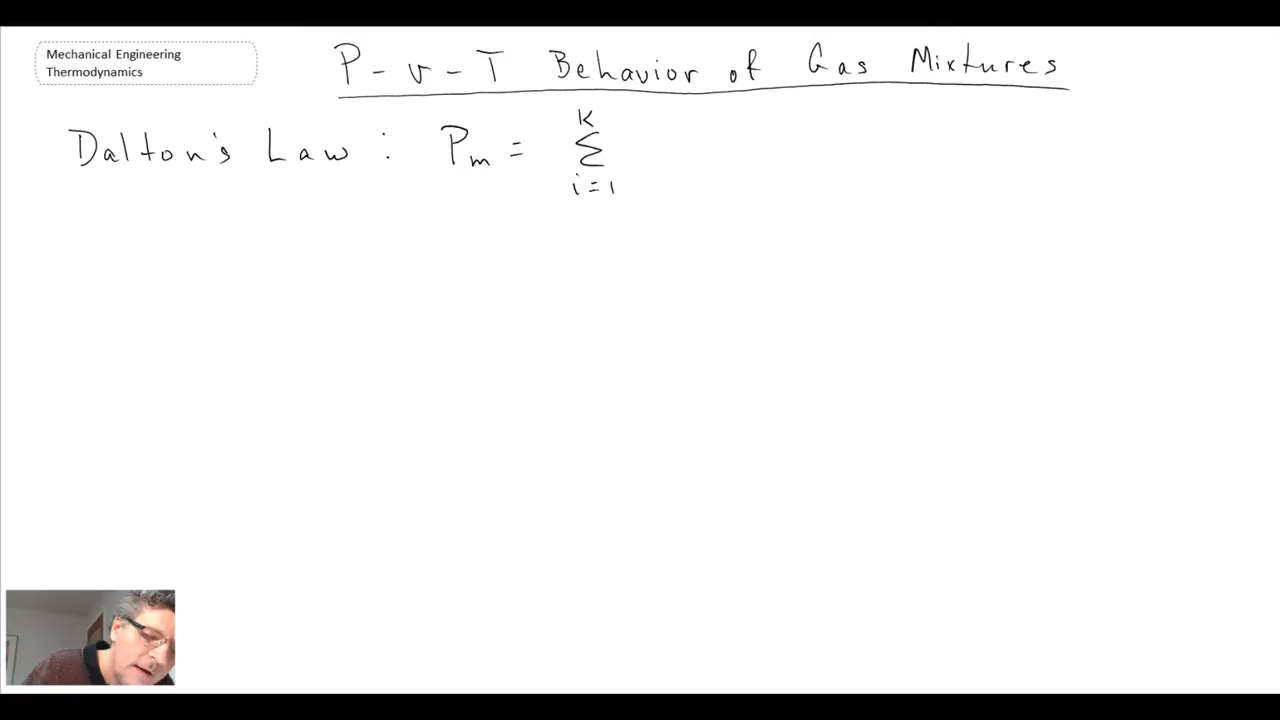 Mechanical Engineering
Thermodynamics
P - v - T Behavior of Gas Mixtures
Dalton's Law : Pₘ = Σ
K
i=1